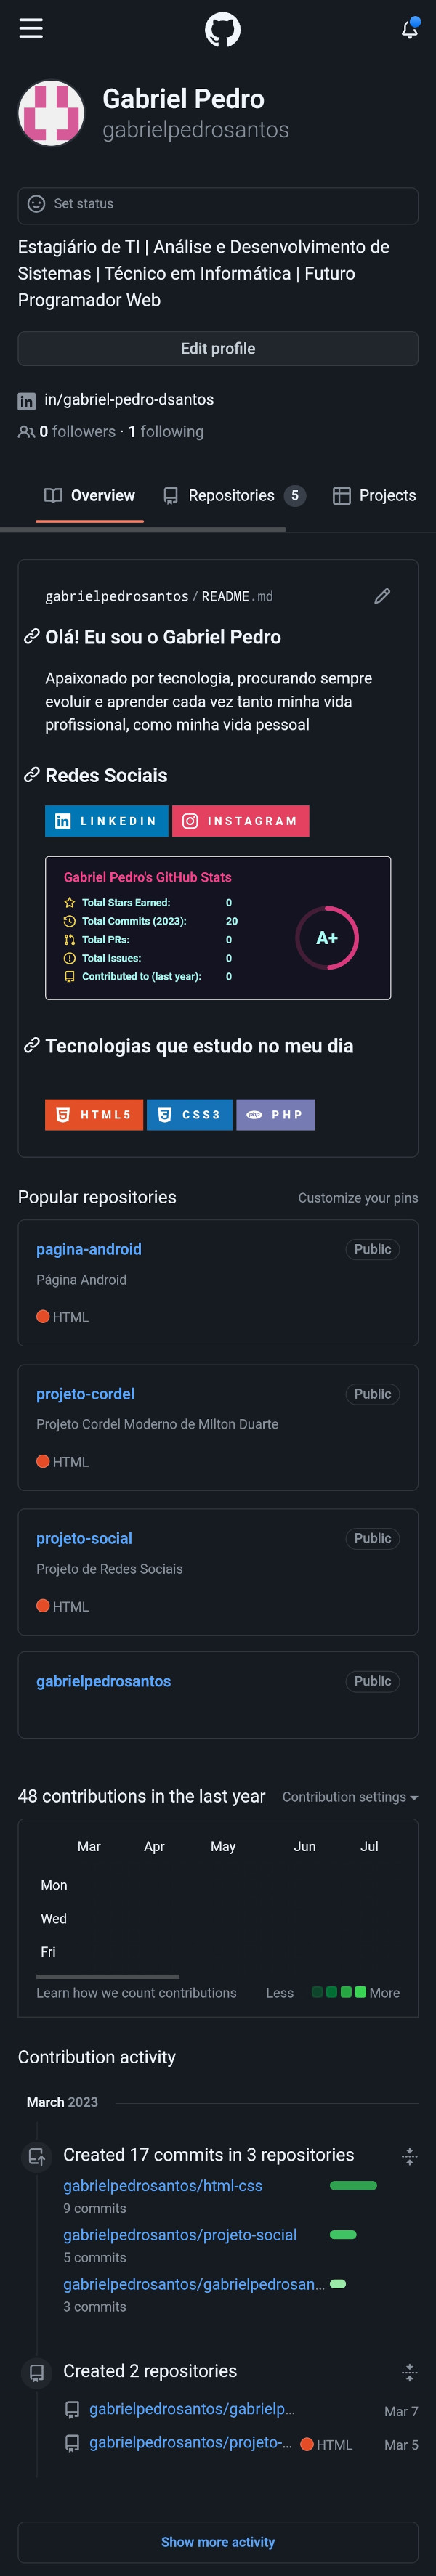 Gabriel Pedro
gabrielpedrosantos
Set status
Estagiário de TI | Análise e Desenvolvimento de
Sistemas | Técnico em Informática | Futuro
Programador Web
Edit profile
in/gabriel-pedro-dsantos
0 followers · 1 following
Overview Repositories 5 Projects
gabrielpedrosantos / README.md
Olá! Eu sou o Gabriel Pedro
Apaixonado por tecnologia, procurando sempre
evoluir e aprender cada vez tanto minha vida
profissional, como minha vida pessoal
Redes Sociais
LINKEDIN INSTAGRAM
Gabriel Pedro's GitHub Stats
Total Stars Earned: 0
Total Commits (2023): 20
Total PRs: 0
Total Issues: 0
Contributed to (last year): 0
A+
Tecnologias que estudo no meu dia
HTML5 CSS3 PHP
Popular repositories Customize your pins
pagina-android Public
Página Android
HTML
projeto-cordel Public
Projeto Cordel Moderno de Milton Duarte
HTML
projeto-social Public
Projeto de Redes Sociais
HTML
gabrielpedrosantos Public
48 contributions in the last year Contribution settings
Mar Apr May Jun Jul
Mon
Wed
Fri
Learn how we count contributions Less More
Contribution activity
March 2023
Created 17 commits in 3 repositories
gabrielpedrosantos/html-css
9 commits
gabrielpedrosantos/projeto-social
5 commits
gabrielpedrosantos/gabrielpedrosan...
3 commits
Created 2 repositories
gabrielpedrosantos/gabrielp... Mar 7
gabrielpedrosantos/projeto-... HTML Mar 5
Show more activity